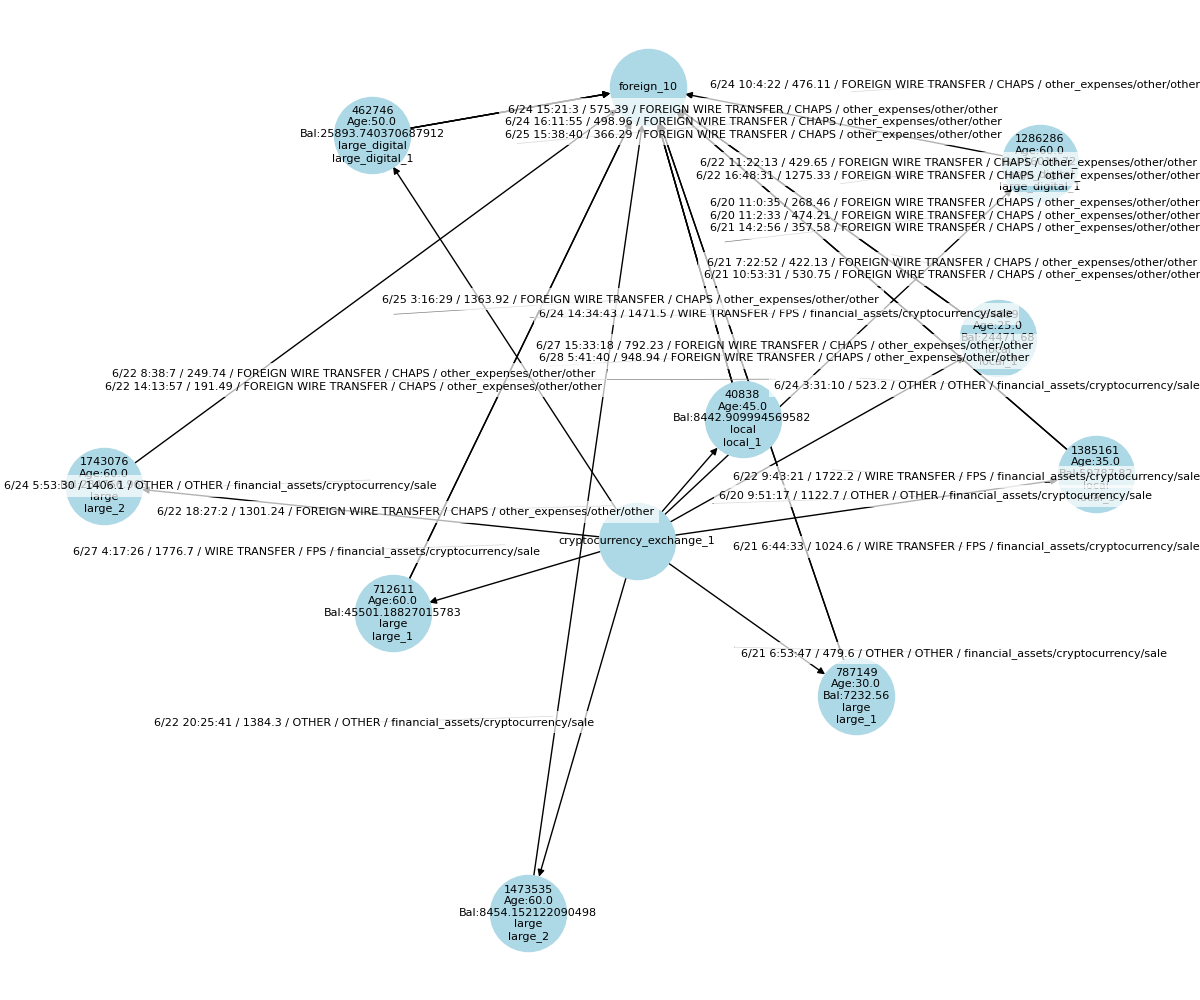 foreign_10
6/24 10:4:22 / 476.11 / FOREIGN WIRE TRANSFER / CHAPS / other_expenses/other/other
462746
Age:50.0
Bal:25893.740370687912
large_digital
large_digital_1
6/24 15:21:3 / 575.39 / FOREIGN WIRE TRANSFER / CHAPS / other_expenses/other/other
6/24 16:11:55 / 498.96 / FOREIGN WIRE TRANSFER / CHAPS / other_expenses/other/other
6/25 15:38:40 / 366.29 / FOREIGN WIRE TRANSFER / CHAPS / other_expenses/other/other
1286286
Age:60.0
6/22 11:22:13 / 429.65 / FOREIGN WIRE TRANSFER / CHAPS / other_expenses/other/other
6/22 16:48:31 / 1275.33 / FOREIGN WIRE TRANSFER / CHAPS / other_expenses/other/other
large_digital_1
6/20 11:0:35 / 268.46 / FOREIGN WIRE TRANSFER / CHAPS / other_expenses/other/other
6/20 11:2:33 / 474.21 / FOREIGN WIRE TRANSFER / CHAPS / other_expenses/other/other
6/21 14:2:56 / 357.58 / FOREIGN WIRE TRANSFER / CHAPS / other_expenses/other/other
6/21 7:22:52 / 422.13 / FOREIGN WIRE TRANSFER / CHAPS / other_expenses/other/other
6/21 10:53:31 / 530.75 / FOREIGN WIRE TRANSFER / CHAPS / other_expenses/other/other
6/25 3:16:29 / 1363.92 / FOREIGN WIRE TRANSFER / CHAPS / other_expenses/other/other
6/24 14:34:43 / 1471.5 / WIRE TRANSFER / FPS / financial_assets/cryptocurrency/sale
Age:25.0
Bal:24471.68
local_1
6/27 15:33:18 / 792.23 / FOREIGN WIRE TRANSFER / CHAPS / other_expenses/other/other
6/28 5:41:40 / 948.94 / FOREIGN WIRE TRANSFER / CHAPS / other_expenses/other/other
6/22 8:38:7 / 249.74 / FOREIGN WIRE TRANSFER / CHAPS / other_expenses/other/other
6/22 14:13:57 / 191.49 / FOREIGN WIRE TRANSFER / CHAPS / other_expenses/other/other
6/24 3:31:10 / 523.2 / OTHER / OTHER / financial_assets/cryptocurrency/sale
40838
Age:45.0
Bal:8442.909994569582
local
local_1
1385161
Age:35.0
1743076
Age:60.0
6/24 5:53:30 / 1406.1 / OTHER / OTHER / financial_assets/cryptocurrency/sale
large
large_2
6/22 9:43:21 / 1722.2 / WIRE TRANSFER / FPS / financial_assets/cryptocurrency/sale
6/20 9:51:17 / 1122.7 / OTHER / OTHER / financial_assets/cryptocurrency/sale
6/22 18:27:2 / 1301.24 / FOREIGN WIRE TRANSFER / CHAPS / other_expenses/other/other
cryptocurrency_exchange_1
6/21 6:44:33 / 1024.6 / WIRE TRANSFER / FPS / financial_assets/cryptocurrency/sale
6/27 4:17:26 / 1776.7 / WIRE TRANSFER / FPS / financial_assets/cryptocurrency/sale
712611
Age:60.0
Bal:45501.18827015783
large
large_1
6/21 6:53:47 / 479.6 / OTHER / OTHER / financial_assets/cryptocurrency/sale
787149
Age:30.0
Bal:7232.56
large
large_1
6/22 20:25:41 / 1384.3 / OTHER / OTHER / financial_assets/cryptocurrency/sale
1473535
Age:60.0
Bal:8454.152122090498
large
large_2